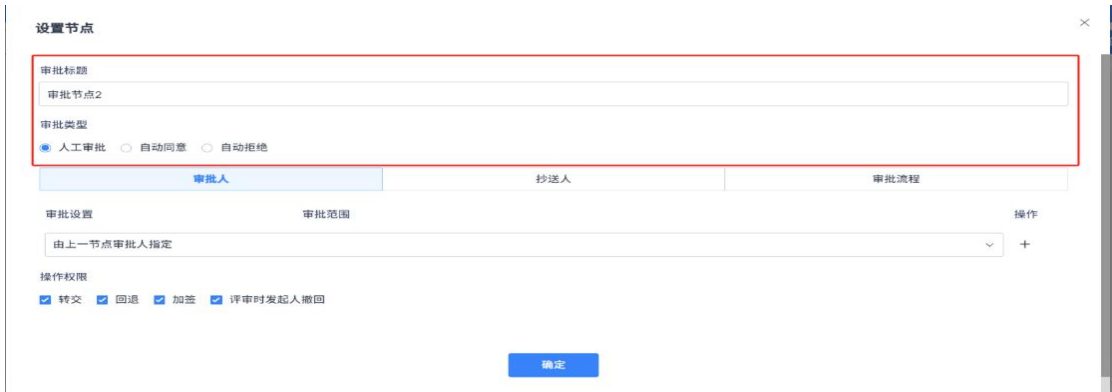 设置节点
审批标题
审批节点2
审批类型
人工审批 自动同意 自动拒绝
审批人 抄送人 审批流程
审批设置 审批范围 操作
由上一节点审批人指定
操作权限
转交 回退 加签 评审时发起人撤回
确定